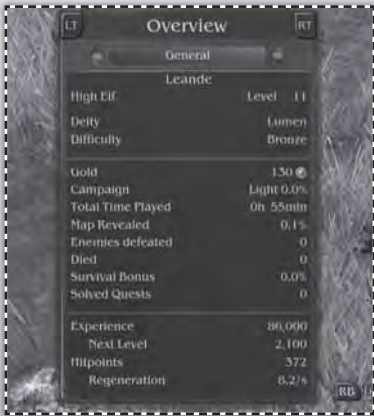 LT Overview RT
General
Leande
High Elf Level 11
Deity Lumen
Difficulty Bronze
Gold 130
Campaign Light 0.0%
Total Time Played 0h 55min
Map Revealed 0.1%
Enemies defeated 0
Died 0
Survival Bonus 0.0%
Solved Quests 0
Experience 86,000
Next Level 2,100
Hitpoints 372
Regeneration 8.2/s
RB